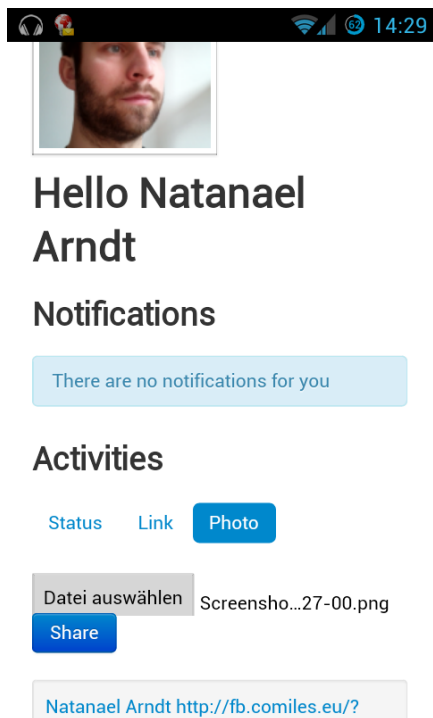 62 14:29
Hello Natanael
Arndt
Notifications
There are no notifications for you
Activities
Status Link Photo
Datei auswählen Screensho...27-00.png
Share
Natanael Arndt http://fb.comiles.eu/?